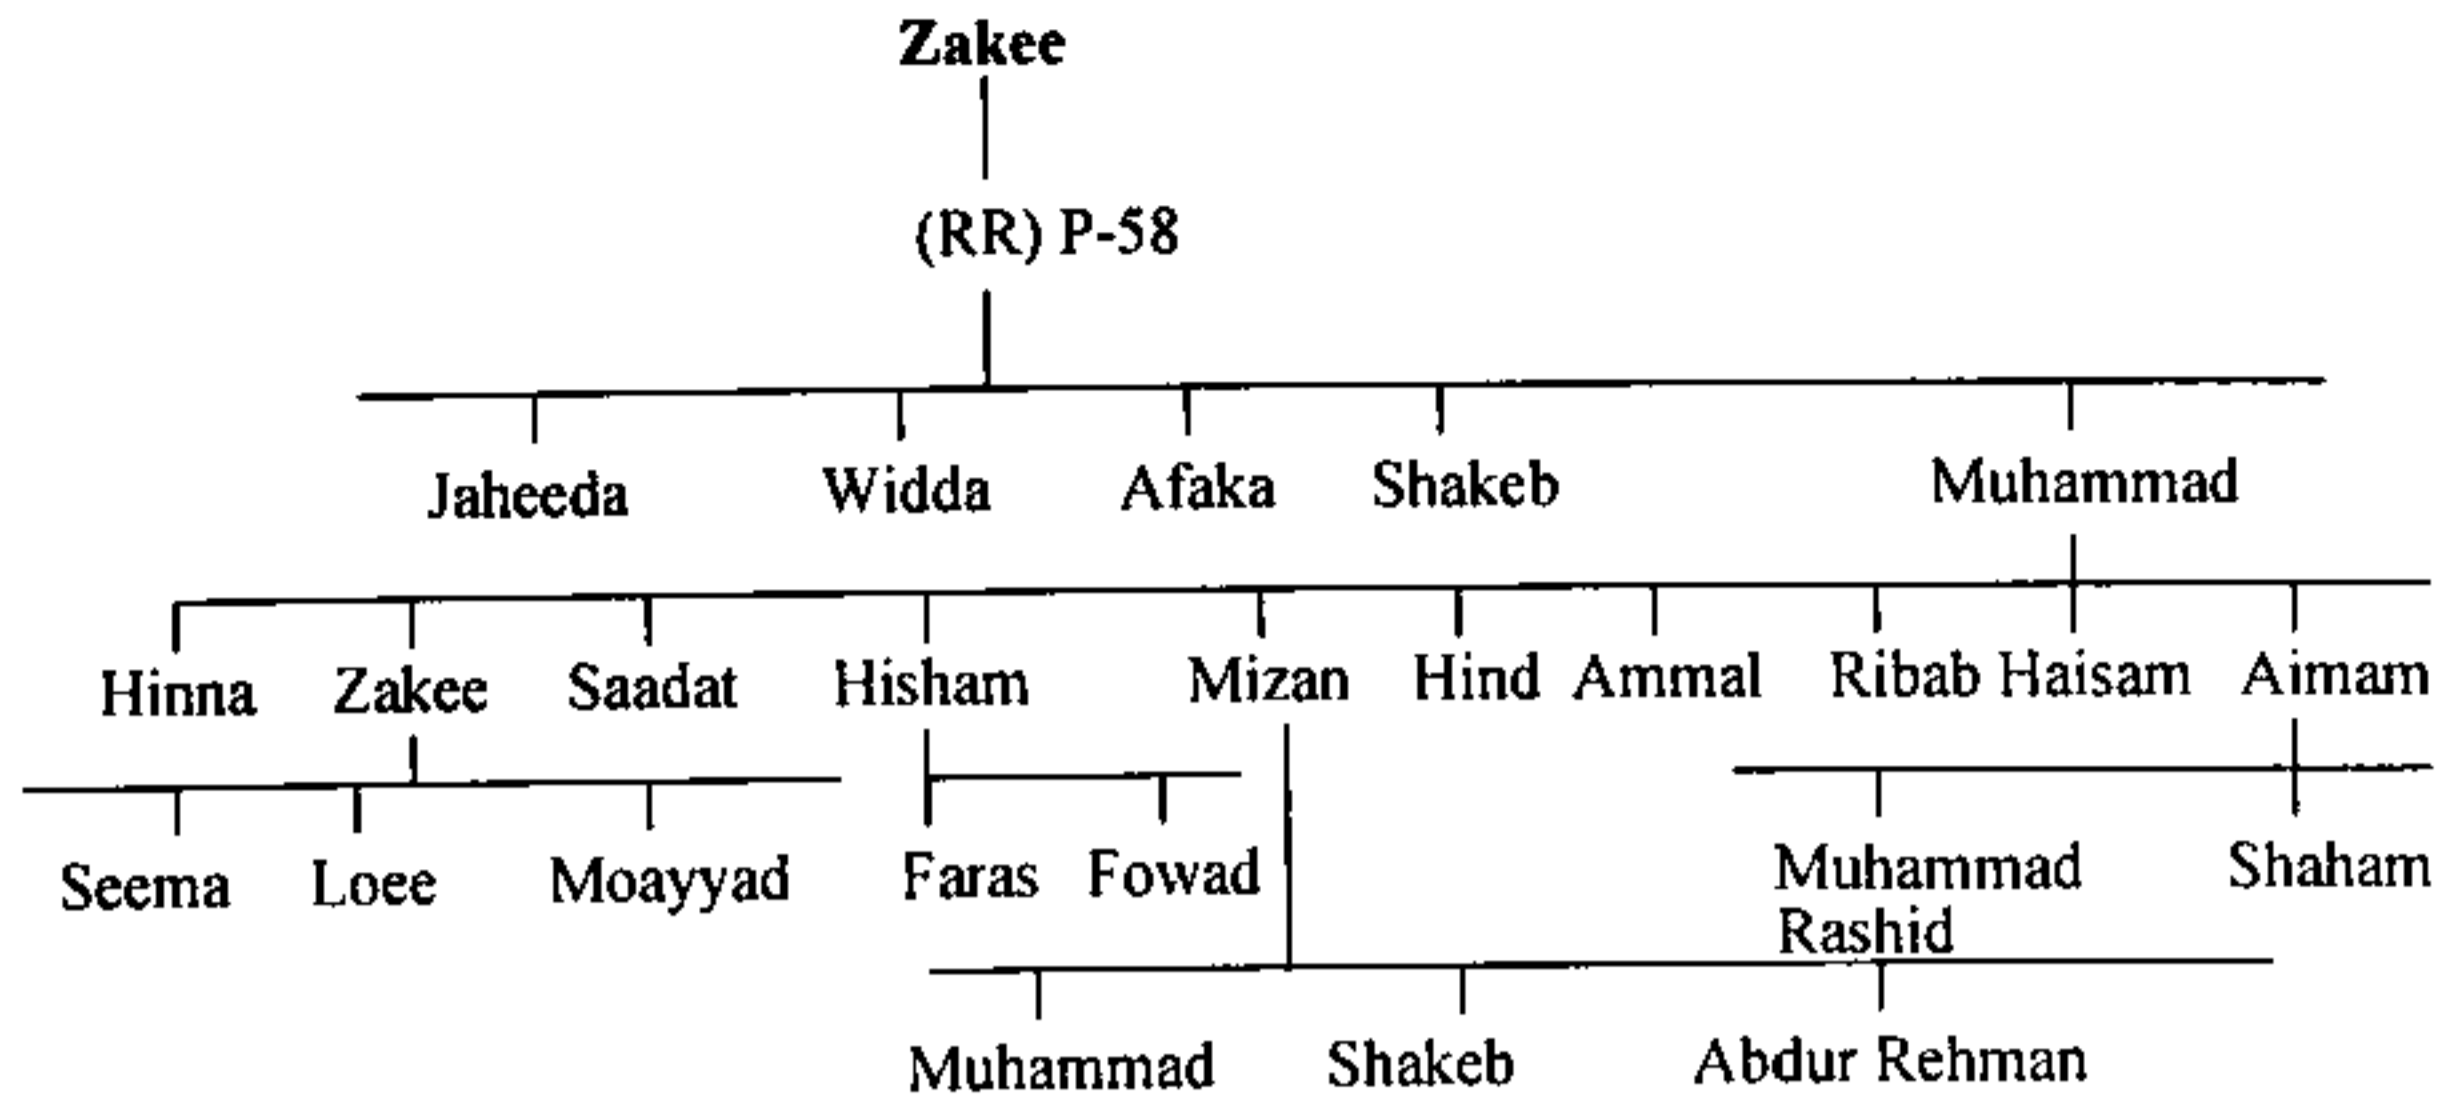 Zakee
(RR) P-58
Jaheeda Widda Afaka Shakeb Muhammad
Hinna Zakee Saadat Hisham Mizan Hind Ammal Ribab Haisam Aimam
Seema Loee Moayyad Faras Fowad Muhammad Shaham
Rashid
Muhammad Shakeb Abdur Rehman